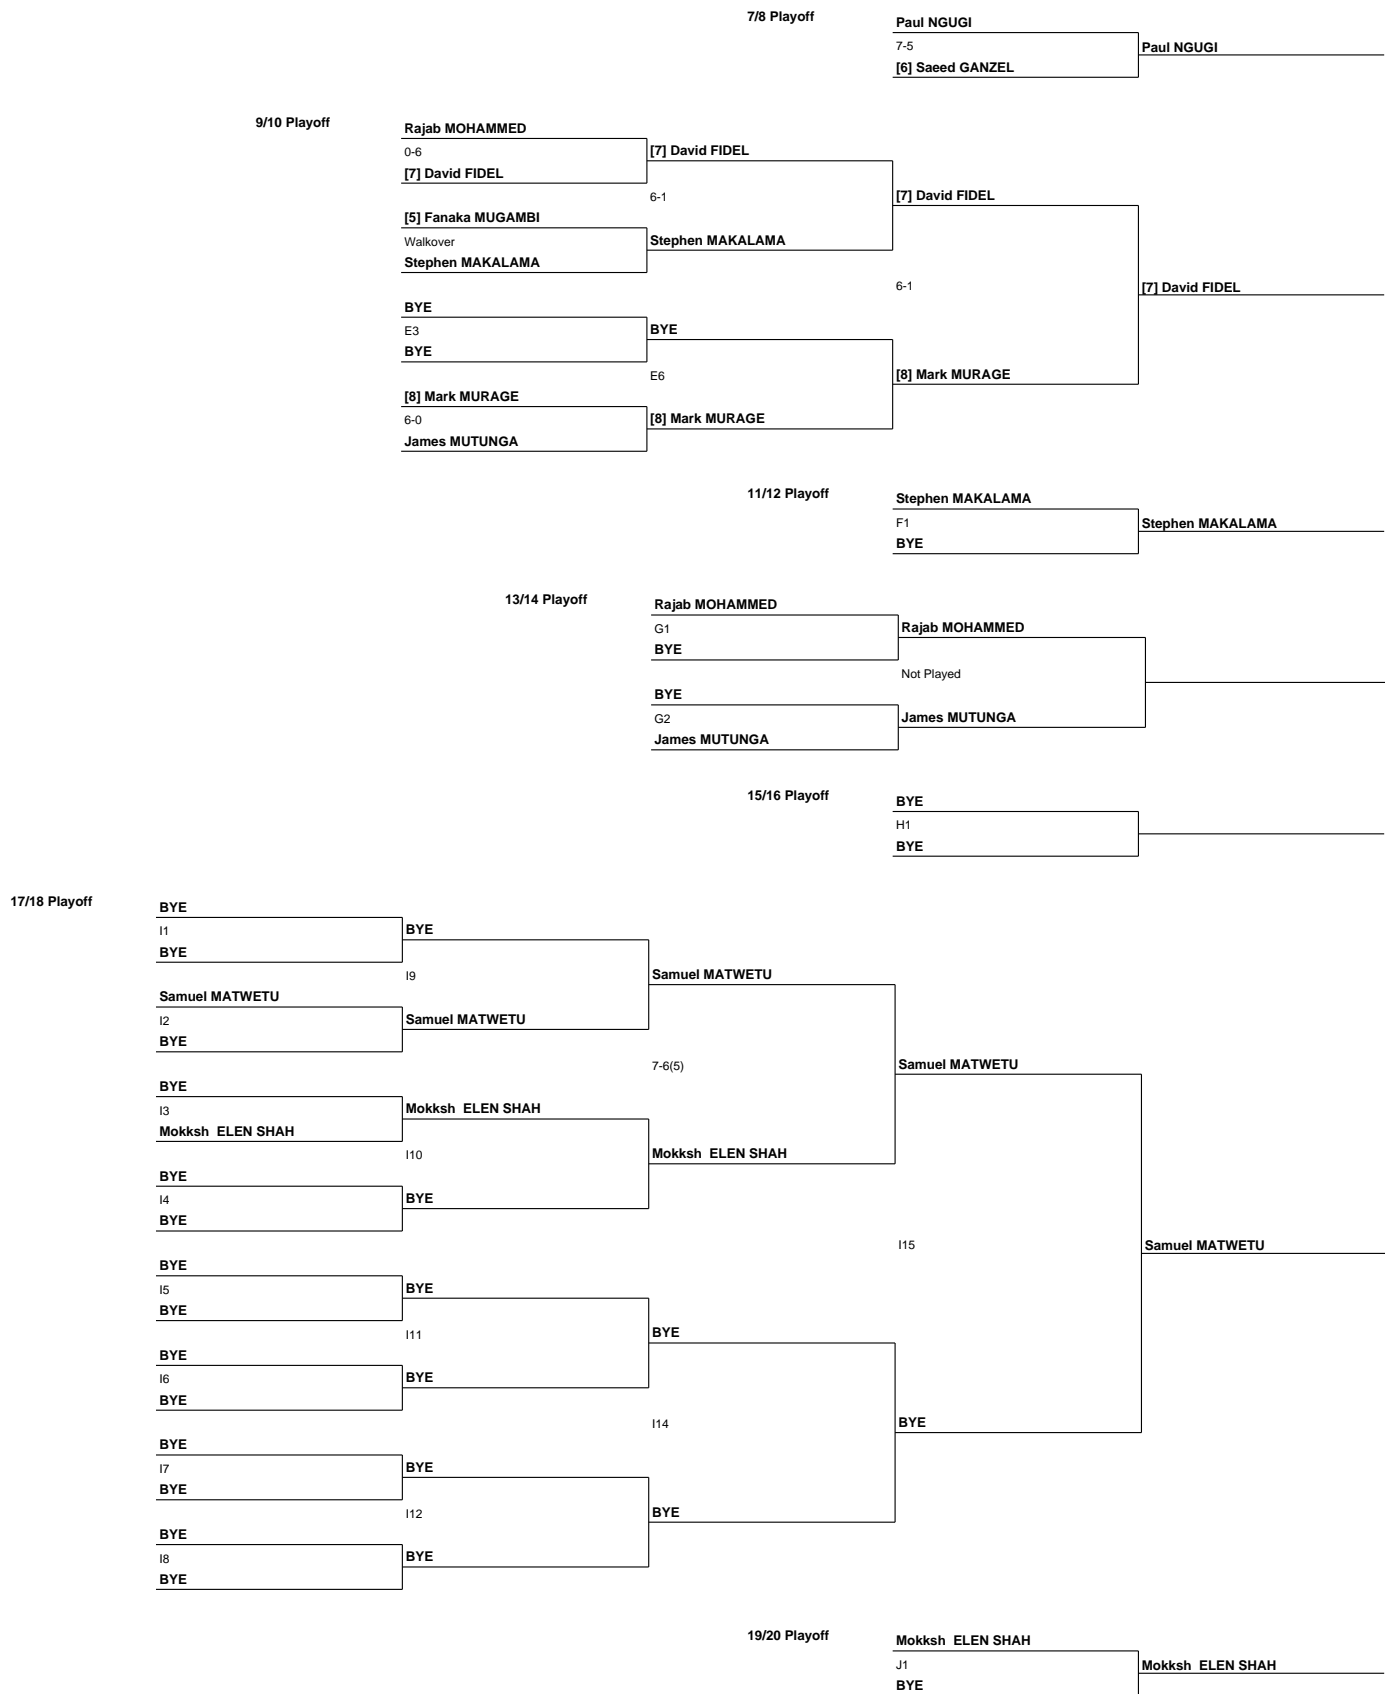 7/8 Playoff
Paul NGUGI
7-5
Paul NGUGI
[6] Saeed GANZEL
9/10 Playoff
Rajab MOHAMMED
0-6
[7] David FIDEL
[7] David FIDEL
6-1
[7] David FIDEL
[5] Fanaka MUGAMBI
Walkover
Stephen MAKALAMA
Stephen MAKALAMA
6-1
[7] David FIDEL
BYE
E3
BYE
BYE
E6
[8] Mark MURAGE
[8] Mark MURAGE
6-0
[8] Mark MURAGE
James MUTUNGA
11/12 Playoff
Stephen MAKALAMA
F1
Stephen MAKALAMA
BYE
13/14 Playoff
Rajab MOHAMMED
G1
Rajab MOHAMMED
BYE
Not Played
BYE
G2
James MUTUNGA
James MUTUNGA
15/16 Playoff
BYE
H1
BYE
17/18 Playoff
BYE
I1
BYE
BYE
I9
Samuel MATWETU
Samuel MATWETU
I2
Samuel MATWETU
BYE
7-6(5)
Samuel MATWETU
BYE
I3
Mokksh  ELEN SHAH
Mokksh  ELEN SHAH
I10
Mokksh  ELEN SHAH
BYE
I4
BYE
BYE
I15
Samuel MATWETU
BYE
I5
BYE
BYE
I11
BYE
BYE
I6
BYE
BYE
I14
BYE
BYE
I7
BYE
BYE
I12
BYE
BYE
I8
BYE
BYE
19/20 Playoff
Mokksh  ELEN SHAH
J1
Mokksh  ELEN SHAH
BYE